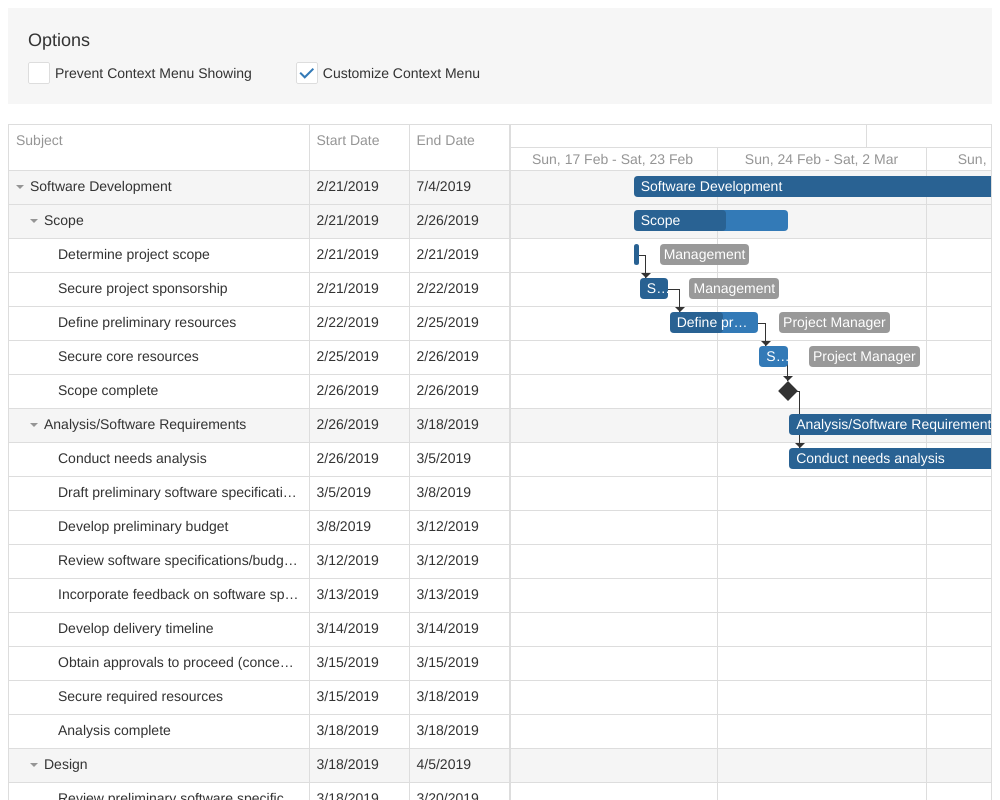 Options
Prevent Context Menu Showing Customize Context Menu
Subject Start Date End Date
Sun, 17 Feb - Sat, 23 Feb Sun, 24 Feb - Sat, 2 Mar Sun,
Software Development 2/21/2019 7/4/2019 Software Development
Scope 2/21/2019 2/26/2019 Scope
Determine project scope 2/21/2019 2/21/2019 Management
Secure project sponsorship 2/21/2019 2/22/2019 S... Management
Define preliminary resources 2/22/2019 2/25/2019 Define pr... Project Manager
Secure core resources 2/25/2019 2/26/2019 S... Project Manager
Scope complete 2/26/2019 2/26/2019
Analysis/Software Requirements 2/26/2019 3/18/2019 Analysis/Software Requirement
Conduct needs analysis 2/26/2019 3/5/2019 Conduct needs analysis
Draft preliminary software specificati... 3/5/2019 3/8/2019
Develop preliminary budget 3/8/2019 3/12/2019
Review software specifications/budg... 3/12/2019 3/12/2019
Incorporate feedback on software sp... 3/13/2019 3/13/2019
Develop delivery timeline 3/14/2019 3/14/2019
Obtain approvals to proceed (conce... 3/15/2019 3/15/2019
Secure required resources 3/15/2019 3/18/2019
Analysis complete 3/18/2019 3/18/2019
Design 3/18/2019 4/5/2019
Review preliminary software specific... 3/18/2019 3/20/2019